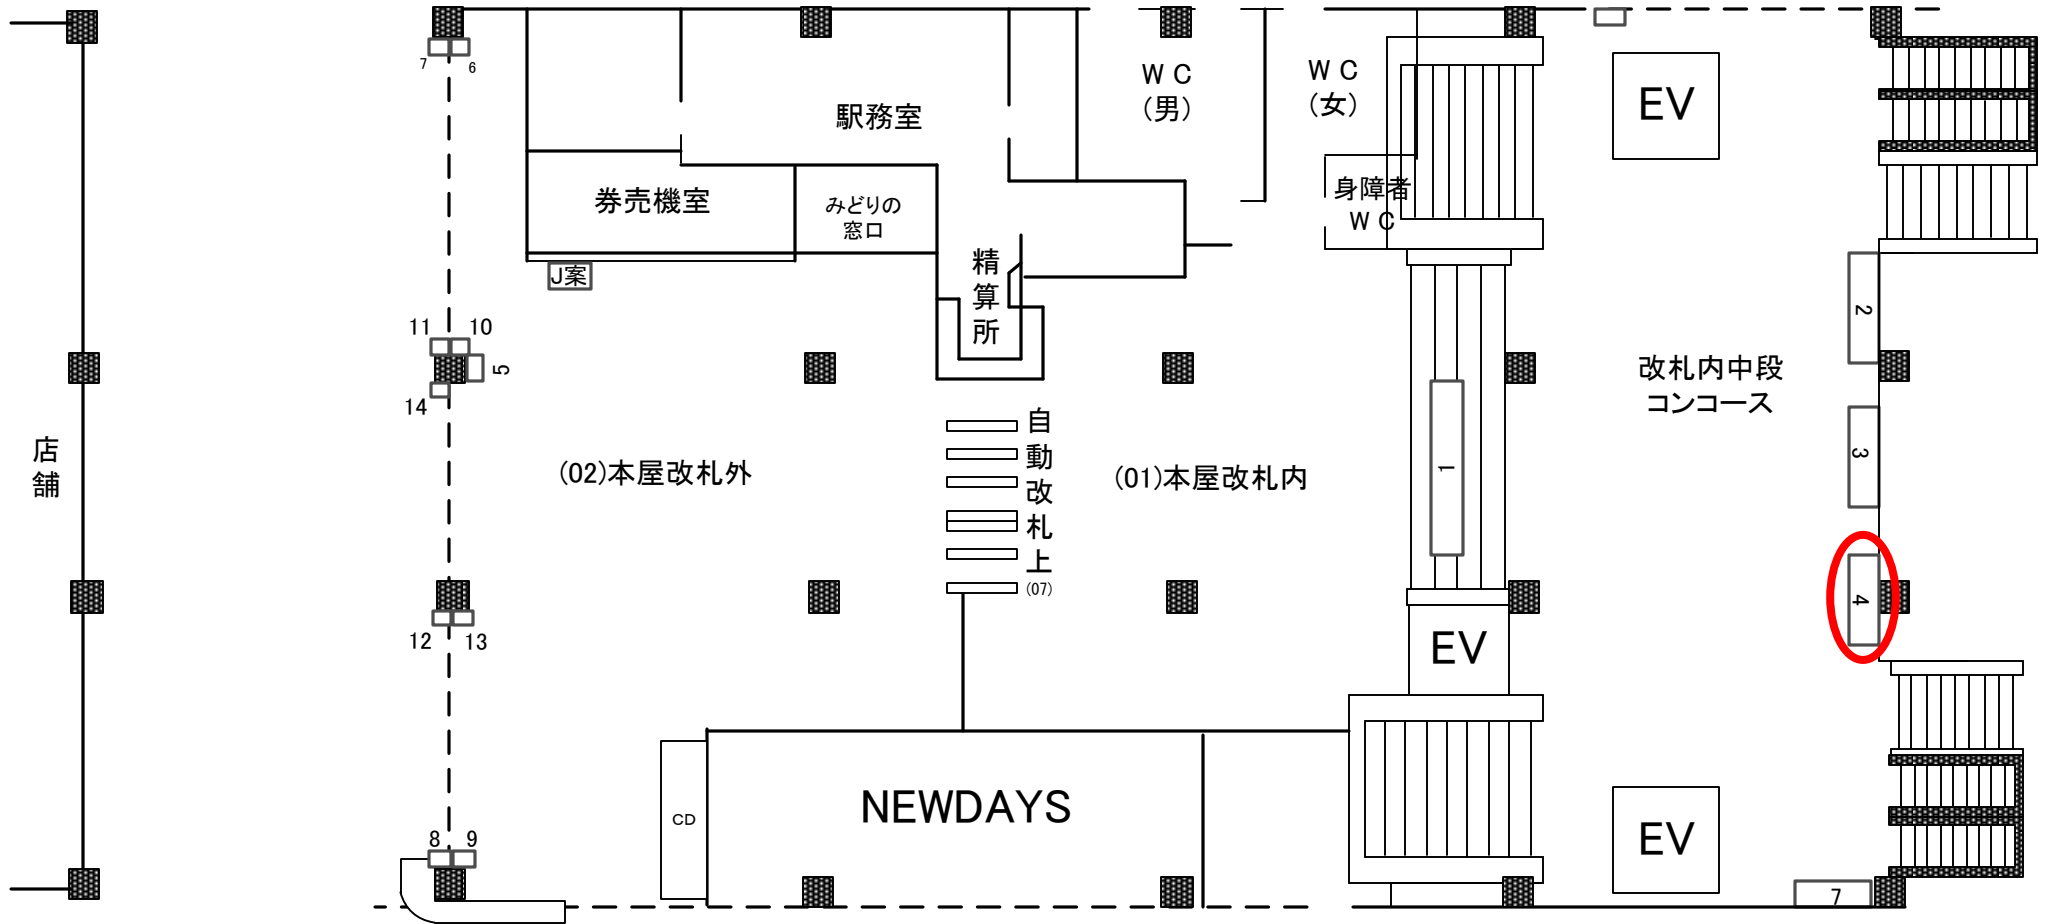 7
6
駅務室
W C
(男)
W C
(女)
EV
券売機室
みどりの
窓口
身障者
W C
J案
精算所
11
10
5
14
2
改札内中段
コンコース
3
店舗
(02)本屋改札外
自動改札上
(07)
(01)本屋改札内
1
4
12
13
EV
8
9
CD
NEWDAYS
EV
7